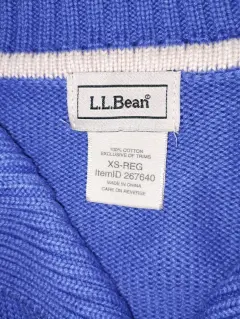 L.L.Bean®
100% COTTON
EXCLUSIVE OF TRIMS
XS-REG
ItemID 267640
MADE IN CHINA
CARE ON REVERSE